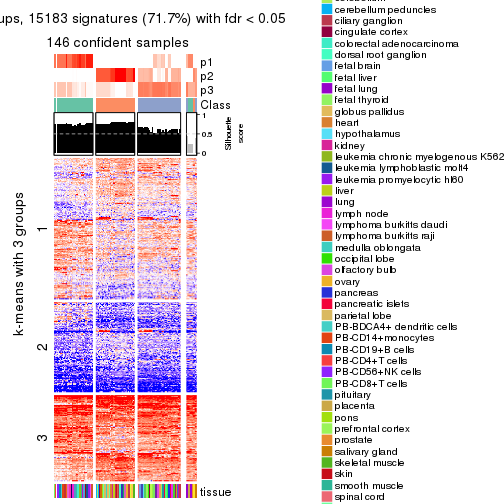 ups, 15183 signatures (71.7%) with fdr < 0.05
146 confident samples
p1
p2
p3
Class
1
0.5
0
Silhouette
score
k-means with 3 groups
1
2
3
tissue
cerebellum peduncles
ciliary ganglion
cingulate cortex
colorectal adenocarcinoma
dorsal root ganglion
fetal brain
fetal liver
fetal lung
fetal thyroid
globus pallidus
heart
hypothalamus
kidney
leukemia chronic myelogenous K562
leukemia lymphoblastic molt4
leukemia promyelocytic hl60
liver
lung
lymph node
lymphoma burkitts daudi
lymphoma burkitts raji
medulla oblongata
occipital lobe
olfactory bulb
ovary
pancreas
pancreatic islets
parietal lobe
PB-BDCA4+ dendritic cells
PB-CD14+monocytes
PB-CD19+B cells
PB-CD4+T cells
PB-CD56+NK cells
PB-CD8+T cells
pituitary
placenta
pons
prefrontal cortex
prostate
salivary gland
skeletal muscle
skin
smooth muscle
spinal cord